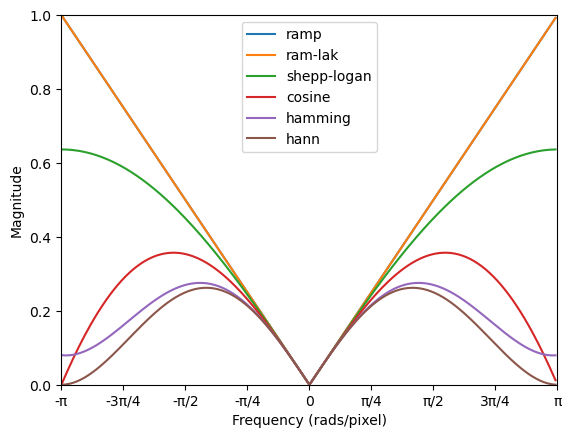 1.0
0.8
0.6
0.4
0.2
0.0
Magnitude
ramp
ram-lak
shepp-logan
cosine
hamming
hann
-π -3π/4 -π/2 -π/4 0 π/4 π/2 3π/4 π
Frequency (rads/pixel)